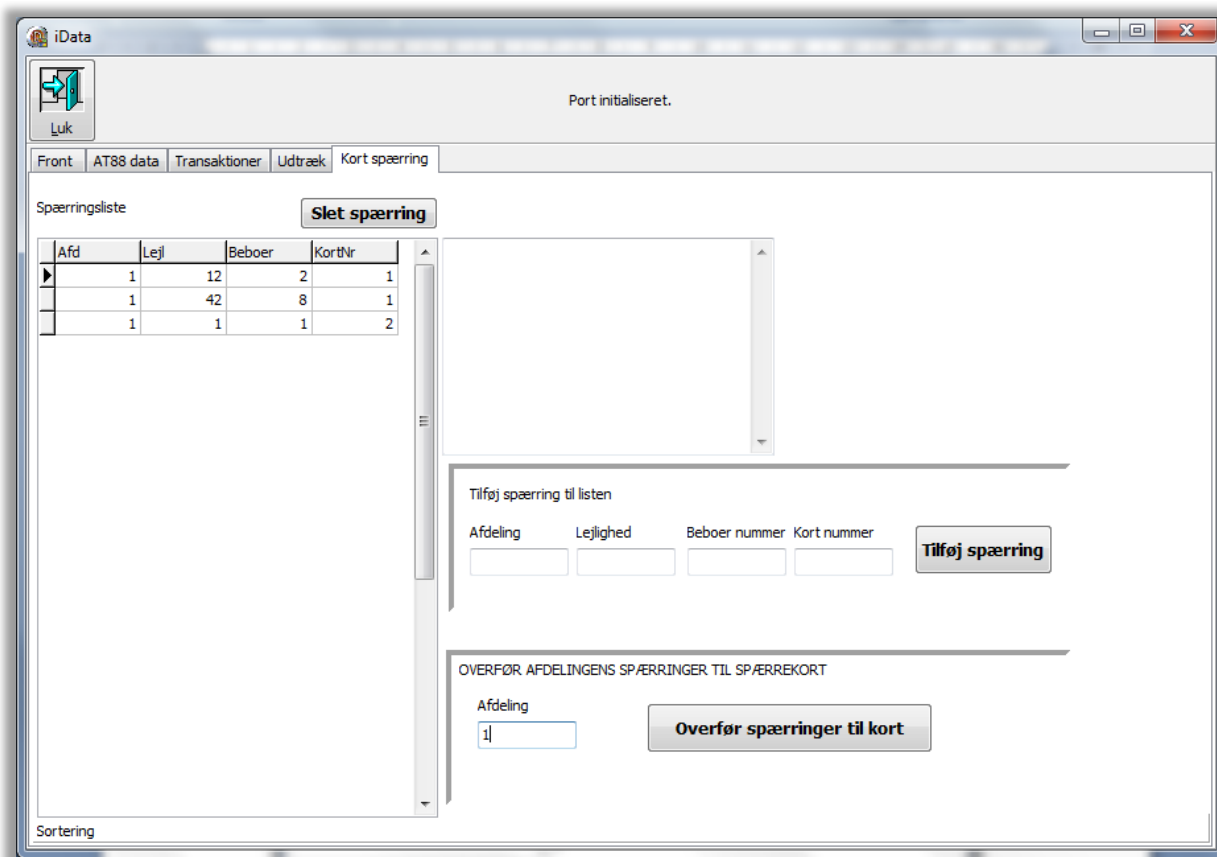 iData
Port initialiseret.
Luk
Front AT88 data Transaktioner Udtræk Kort spærring
Spærringsliste Slet spærring
Afd Lejl Beboer KortNr
1 12 2 1
1 42 8 1
1 1 1 2
Tilføj spærring til listen
Afdeling Lejlighed Beboer nummer Kort nummer
Tilføj spærring
OVERFØR AFDELINGENS SPÆRRINGER TIL SPÆRREKORT
Afdeling
1
Overfør spærringer til kort
Sortering